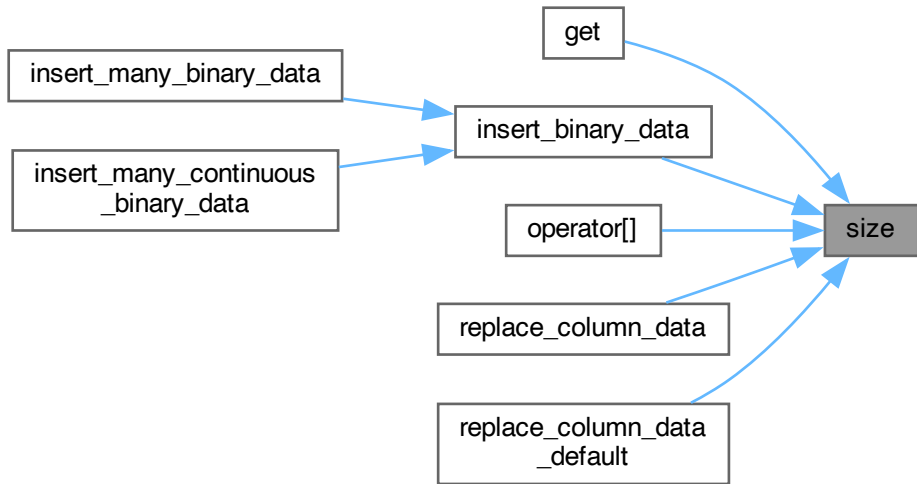 get
insert_many_binary_data
insert_binary_data
insert_many_continuous
_binary_data
operator[]
size
replace_column_data
replace_column_data
_default